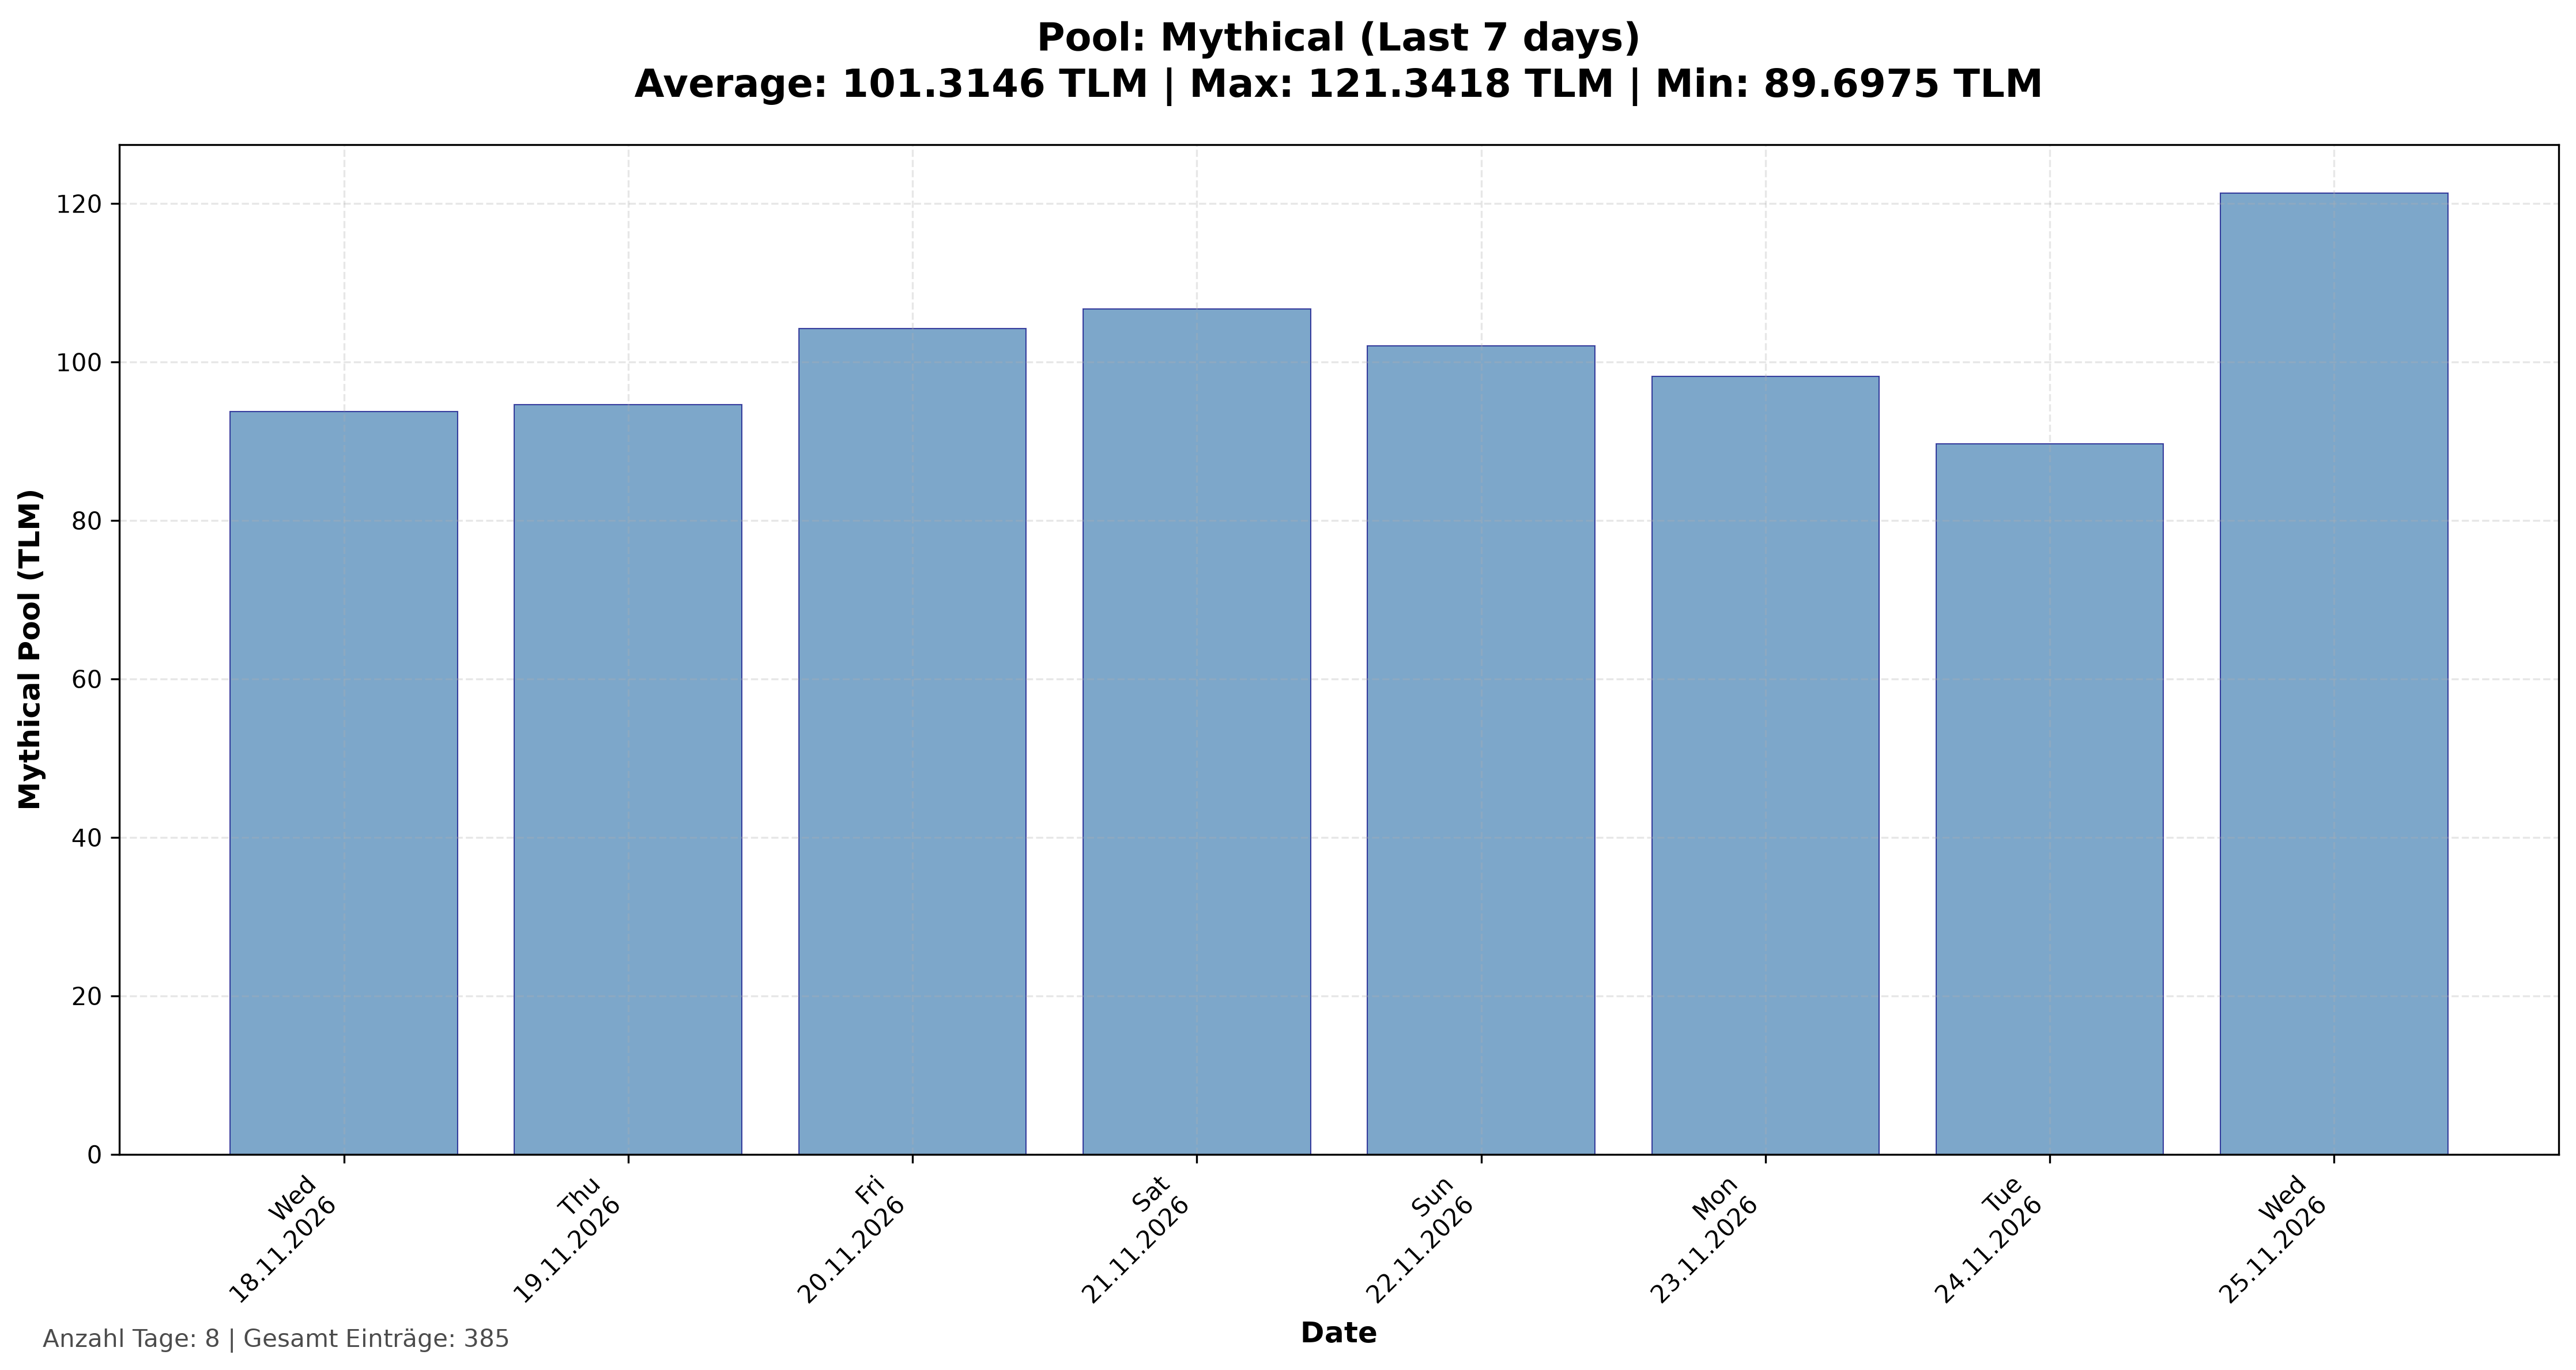 Pool: Mythical (Last 7 days)
Average: 101.3146 TLM | Max: 121.3418 TLM | Min: 89.6975 TLM
Mythical Pool (TLM)
120
100
80
60
40
20
0
Wed
18.11.2026
Thu
19.11.2026
Fri
20.11.2026
Sat
21.11.2026
Sun
22.11.2026
Mon
23.11.2026
Tue
24.11.2026
Wed
25.11.2026
Date
Anzahl Tage: 8 | Gesamt Einträge: 385